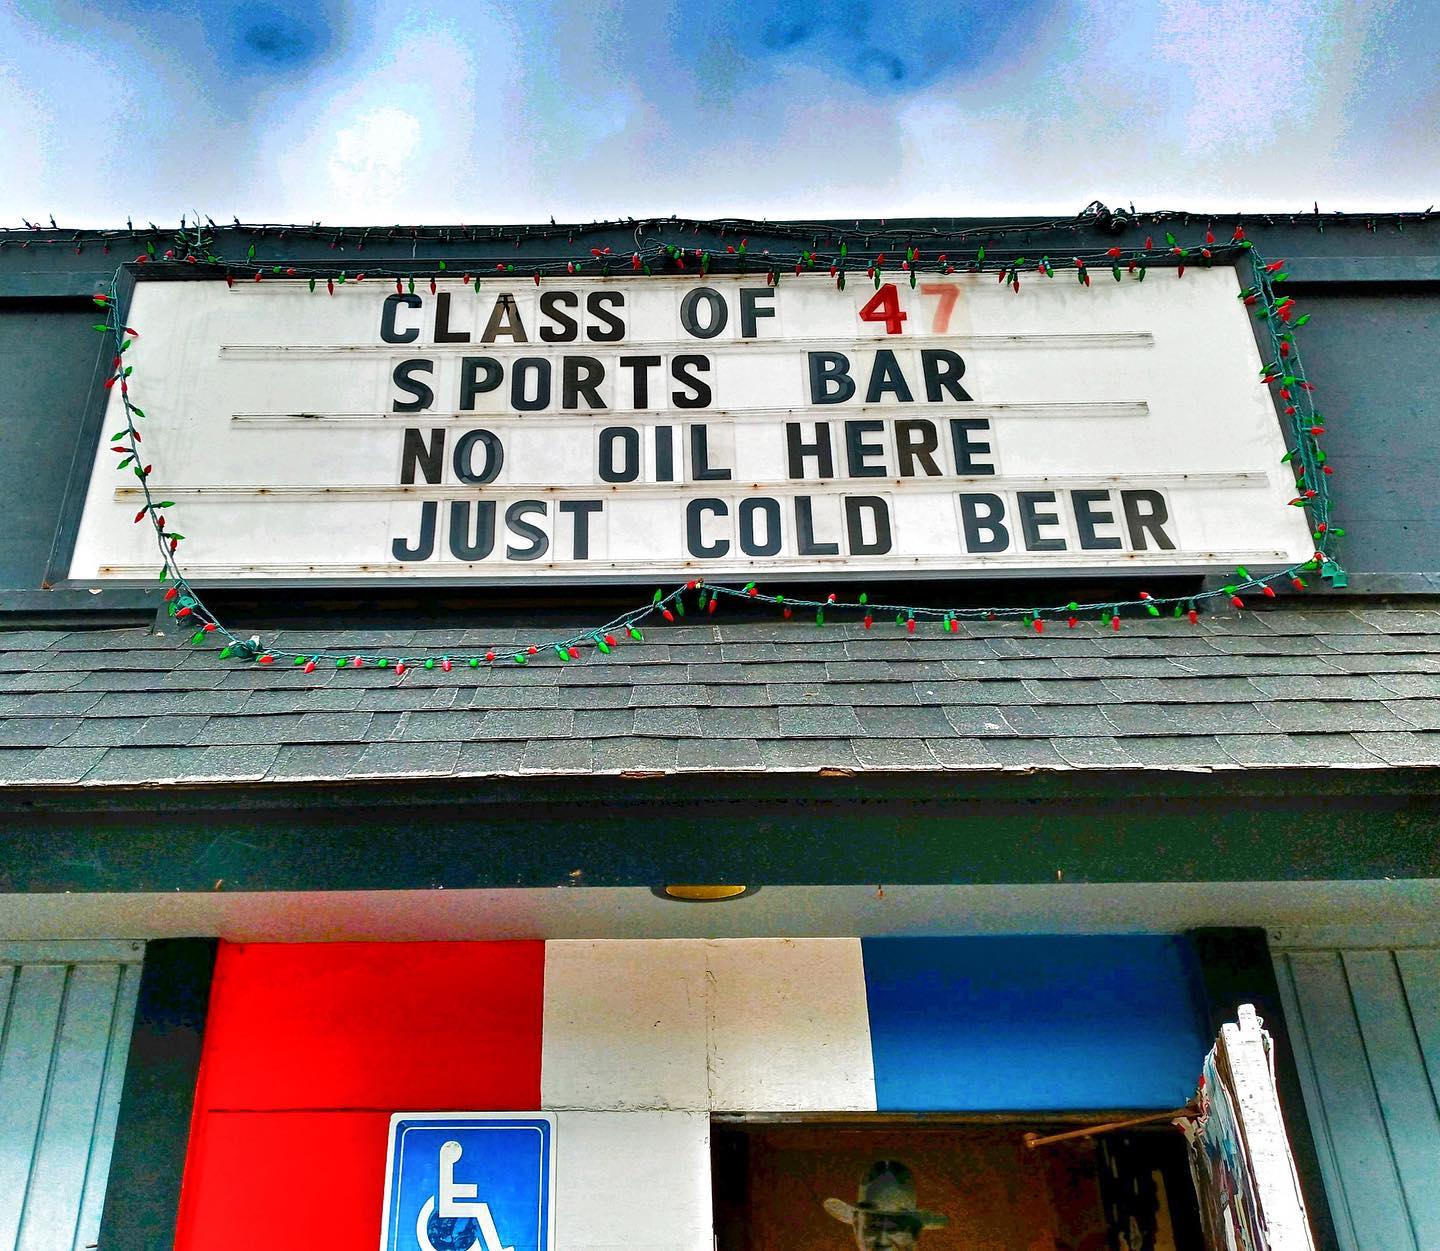 CLASS OF 47
SPORTS BAR
NO OIL HERE
JUST COLD BEER